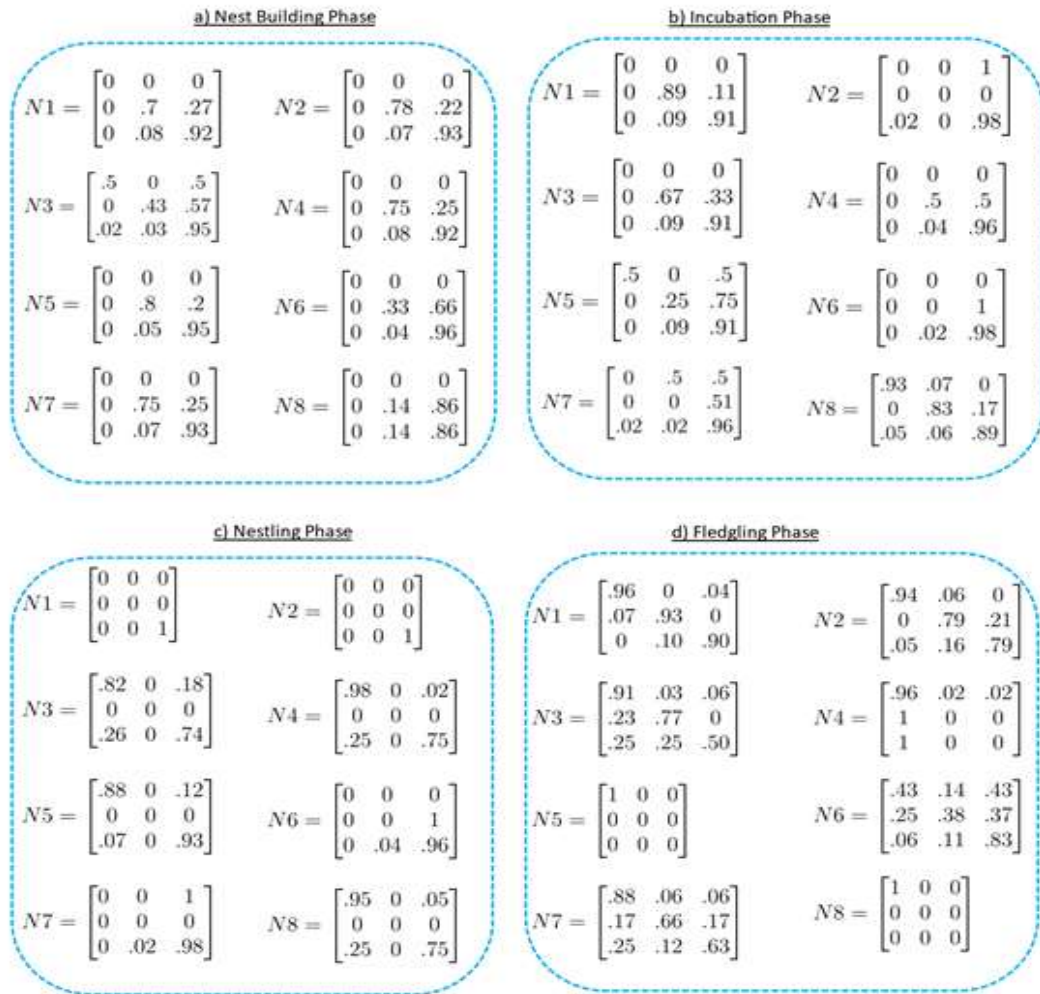 a) Nest Building Phase
N1 = [0 0 0
0 .7 .27
0 .08 .92]
N2 = [0 0 0
0 .78 .22
0 .07 .93]
N3 = [.5 0 .5
0 .43 .57
.02 .03 .95]
N4 = [0 0 0
0 .75 .25
0 .08 .92]
N5 = [0 0 0
0 .8 .2
0 .05 .95]
N6 = [0 0 0
0 .33 .66
0 .04 .96]
N7 = [0 0 0
0 .75 .25
0 .07 .93]
N8 = [0 0 0
0 .14 .86
0 .14 .86]
b) Incubation Phase
N1 = [0 0 0
0 .89 .11
0 .09 .91]
N2 = [0 0 1
0 0 0
.02 0 .98]
N3 = [0 0 0
0 .67 .33
0 .09 .91]
N4 = [0 0 0
0 .5 .5
0 .04 .96]
N5 = [.5 0 .5
0 .25 .75
0 .09 .91]
N6 = [0 0 0
0 0 1
0 .02 .98]
N7 = [0 .5 .5
0 0 .51
.02 .02 .96]
N8 = [.93 .07 0
0 .83 .17
.05 .06 .89]
c) Nestling Phase
N1 = [0 0 0
0 0 0
0 0 1]
N2 = [0 0 0
0 0 0
0 0 1]
N3 = [.82 0 .18
0 0 0
.26 0 .74]
N4 = [.98 0 .02
0 0 0
.25 0 .75]
N5 = [.88 0 .12
0 0 0
.07 0 .93]
N6 = [0 0 0
0 0 1
0 .04 .96]
N7 = [0 0 1
0 0 0
0 .02 .98]
N8 = [.95 0 .05
0 0 0
.25 0 .75]
d) Fledgling Phase
N1 = [.96 0 .04
.07 .93 0
0 .10 .90]
N2 = [.94 .06 0
0 .79 .21
.05 .16 .79]
N3 = [.91 .03 .06
.23 .77 0
.25 .25 .50]
N4 = [.96 .02 .02
1 0 0
1 0 0]
N5 = [1 0 0
0 0 0
0 0 0]
N6 = [.43 .14 .43
.25 .38 .37
.06 .11 .83]
N7 = [.88 .06 .06
.17 .66 .17
.25 .12 .63]
N8 = [1 0 0
0 0 0
0 0 0]